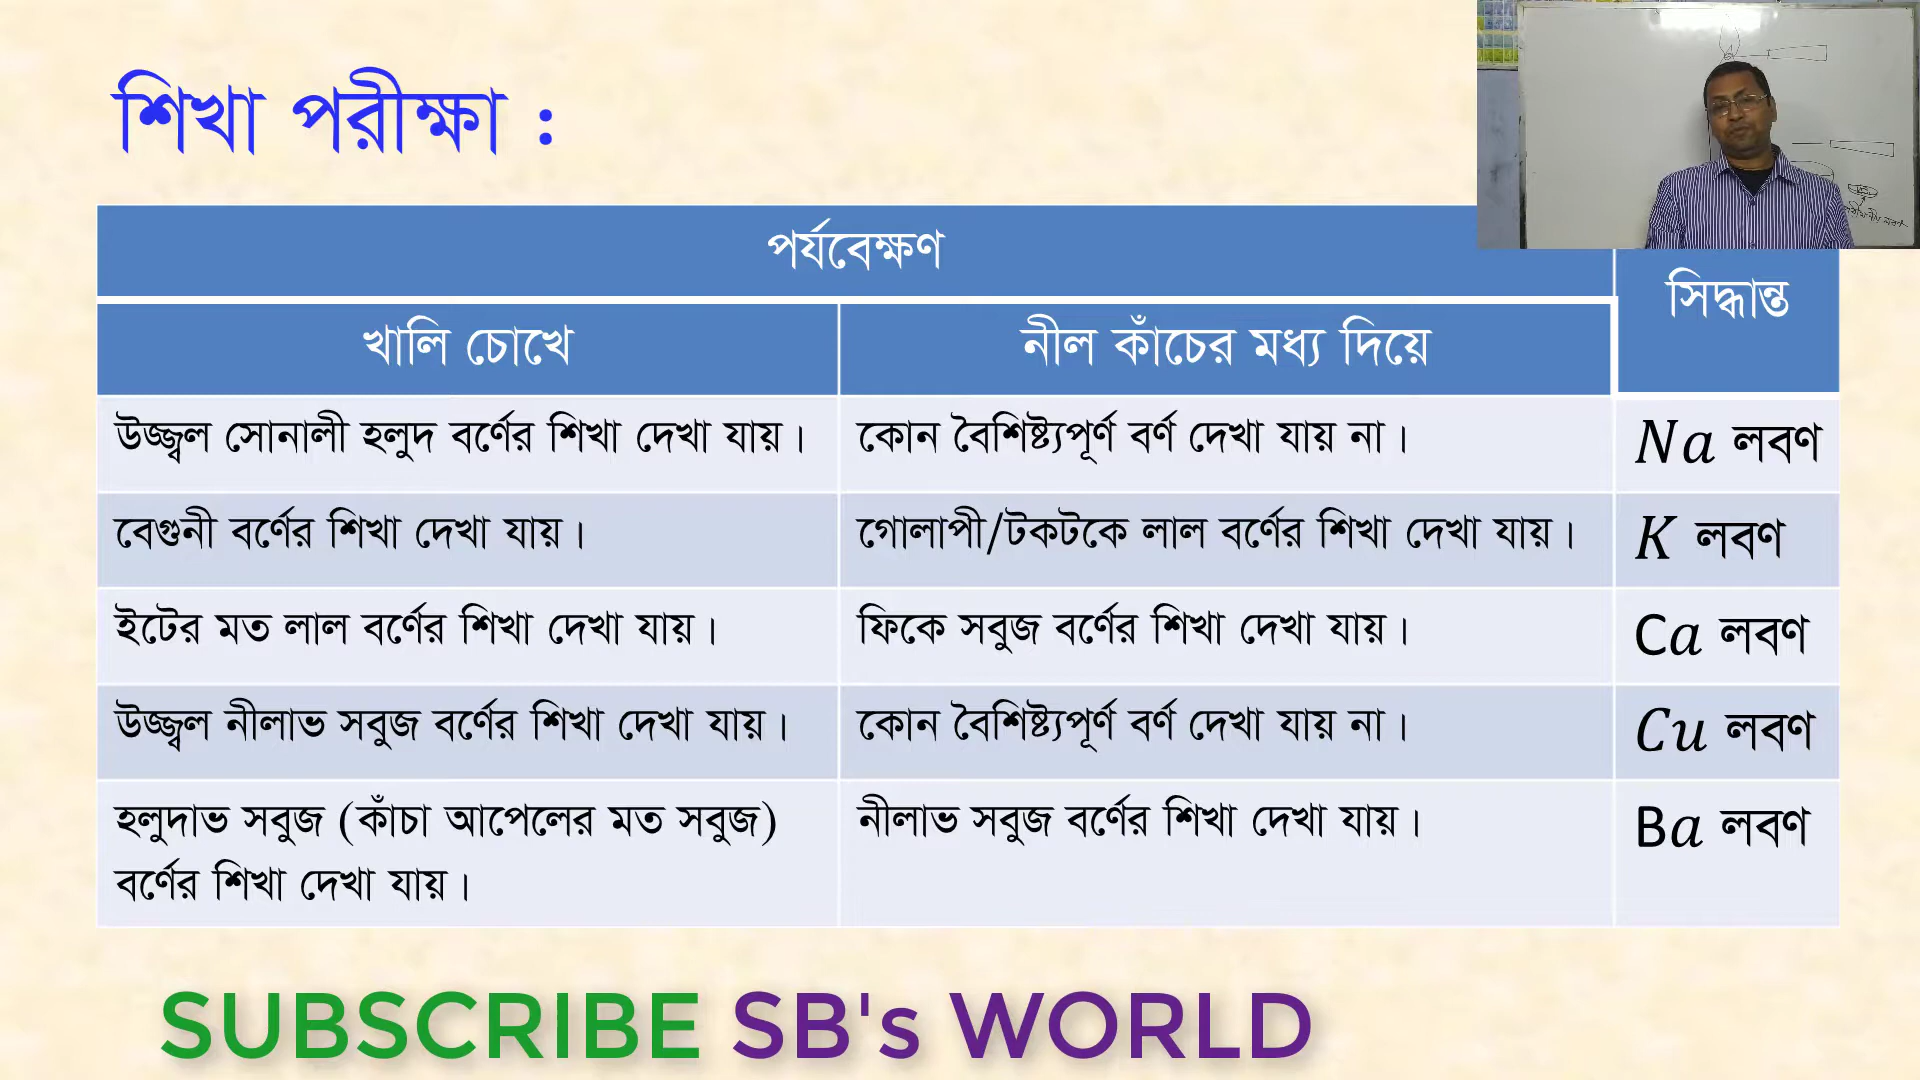 শিখা পরীক্ষা :
পর্যবেক্ষণ
সিদ্ধান্ত
খালি চোখে
নীল কাঁচের মধ্য দিয়ে
উজ্জ্বল সোনালী হলুদ বর্ণের শিখা দেখা যায়।
কোন বৈশিষ্ট্যপূর্ণ বর্ণ দেখা যায় না।
Na লবণ
বেগুনী বর্ণের শিখা দেখা যায়।
গোলাপী/টকটকে লাল বর্ণের শিখা দেখা যায়।
K লবণ
ইটের মত লাল বর্ণের শিখা দেখা যায়।
ফিকে সবুজ বর্ণের শিখা দেখা যায়।
Ca লবণ
উজ্জ্বল নীলাভ সবুজ বর্ণের শিখা দেখা যায়।
কোন বৈশিষ্ট্যপূর্ণ বর্ণ দেখা যায় না।
Cu লবণ
হলুদাভ সবুজ (কাঁচা আপেলের মত সবুজ)
বর্ণের শিখা দেখা যায়।
নীলাভ সবুজ বর্ণের শিখা দেখা যায়।
Ba লবণ
SUBSCRIBE SB's WORLD